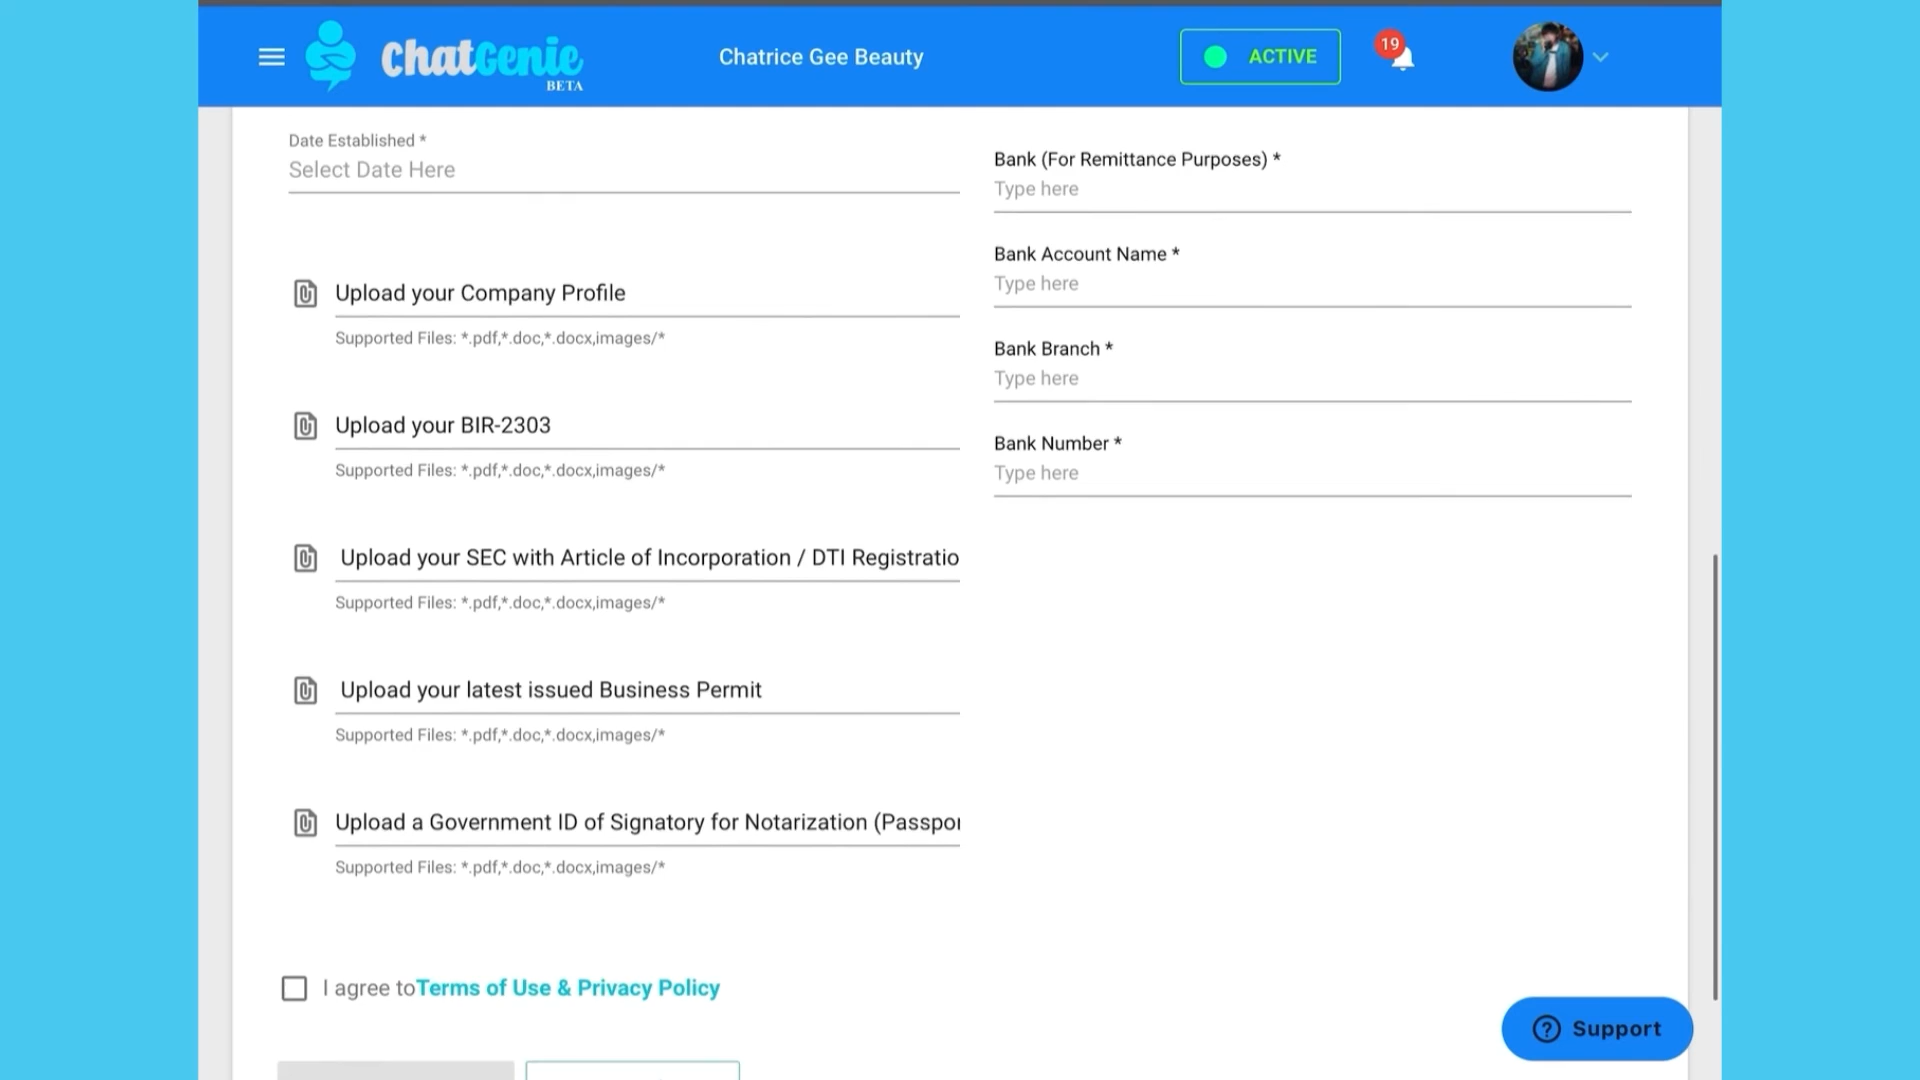 ChatGenie
BETA
Chatrice Gee Beauty
ACTIVE
19
Date Established *
Select Date Here
Upload your Company Profile
Supported Files: *.pdf,*.doc,*.docx,images/*
Upload your BIR-2303
Supported Files: *.pdf,*.doc,*.docx,images/*
Upload your SEC with Article of Incorporation / DTI Registratio
Supported Files: *.pdf,*.doc,*.docx,images/*
Upload your latest issued Business Permit
Supported Files: *.pdf,*.doc,*.docx,images/*
Upload a Government ID of Signatory for Notarization (Passpor
Supported Files: *.pdf,*.doc,*.docx,images/*
Bank (For Remittance Purposes) *
Type here
Bank Account Name *
Type here
Bank Branch *
Type here
Bank Number *
Type here
I agree toTerms of Use & Privacy Policy
Support